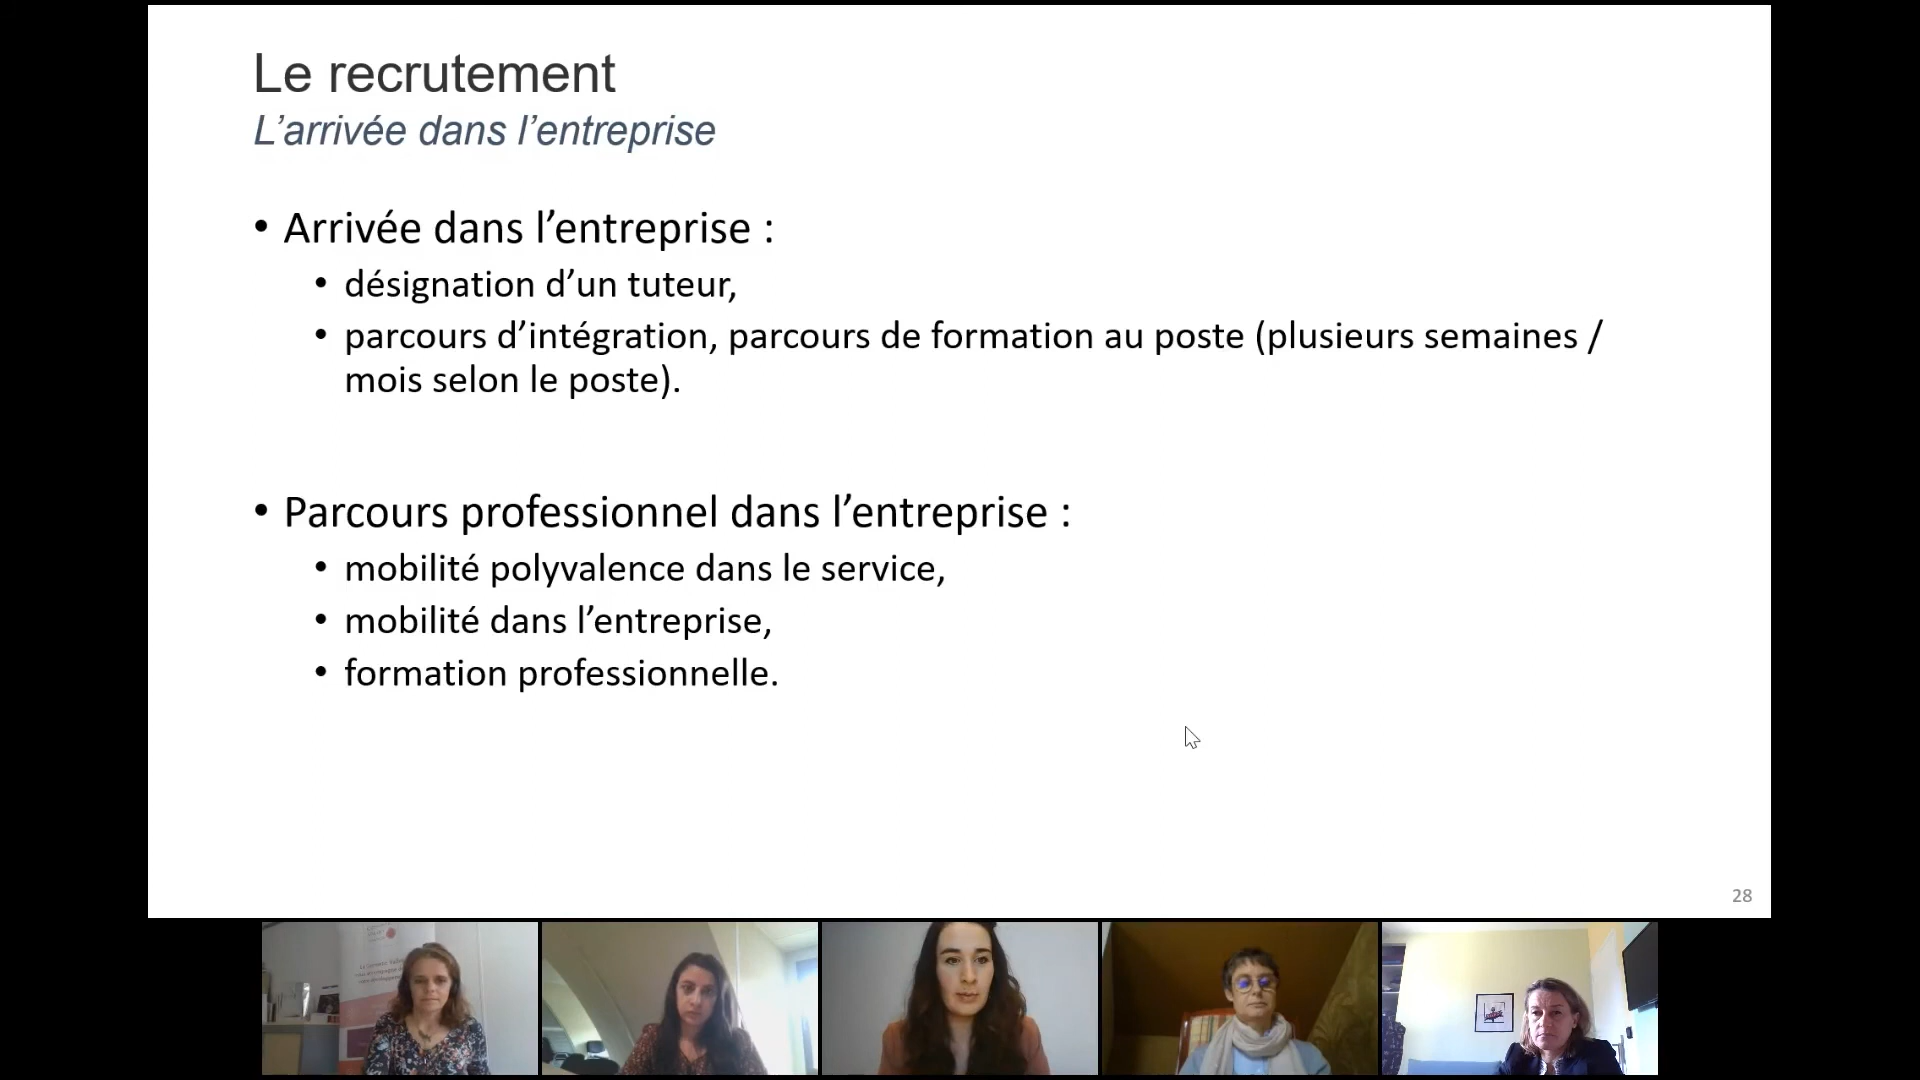 Le recrutement
L’arrivée dans l’entreprise
• Arrivée dans l’entreprise :
• désignation d’un tuteur,
• parcours d’intégration, parcours de formation au poste (plusieurs semaines /
mois selon le poste).
• Parcours professionnel dans l’entreprise :
• mobilité polyvalence dans le service,
• mobilité dans l’entreprise,
• formation professionnelle.
28